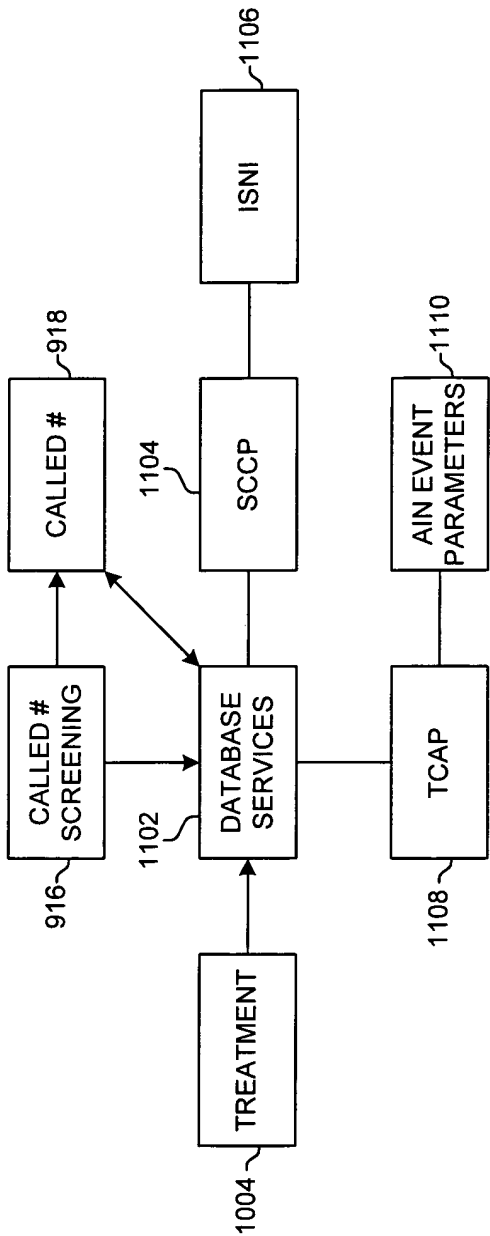 916
CALLED #
SCREENING
CALLED #
918
1004
TREATMENT
1102
DATABASE
SERVICES
1104
SCCP
ISNI
1106
1108
TCAP
AIN EVENT
PARAMETERS
1110